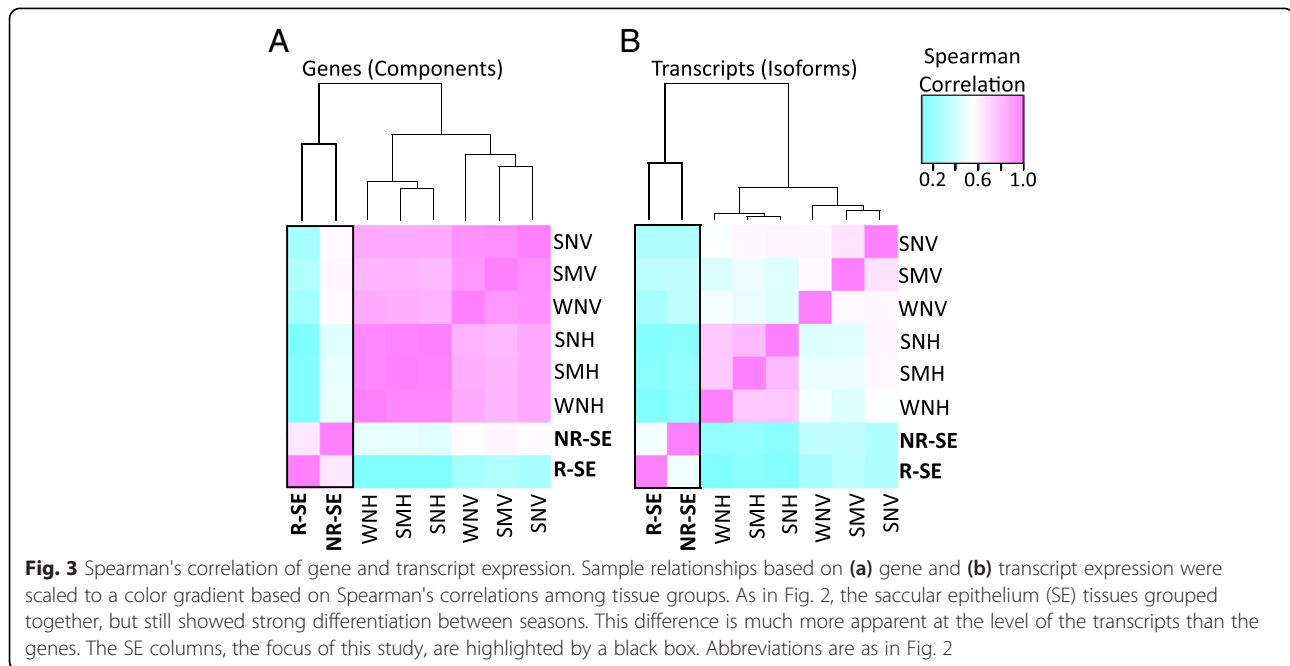 A
B
Genes (Components)
Transcripts (Isoforms)
Spearman
Correlation
0.2 0.6 1.0
SNV
SMV
WNV
SNH
SMH
WNH
NR-SE
R-SE
R-SE NR-SE WNH SMH SNH WNV SMV SNV
SNV
SMV
WNV
SNH
SMH
WNH
NR-SE
R-SE
R-SE NR-SE WNH SMH SNH WNV SMV SNV
Fig. 3 Spearman's correlation of gene and transcript expression. Sample relationships based on (a) gene and (b) transcript expression were
scaled to a color gradient based on Spearman's correlations among tissue groups. As in Fig. 2, the saccular epithelium (SE) tissues grouped
together, but still showed strong differentiation between seasons. This difference is much more apparent at the level of the transcripts than the
genes. The SE columns, the focus of this study, are highlighted by a black box. Abbreviations are as in Fig. 2